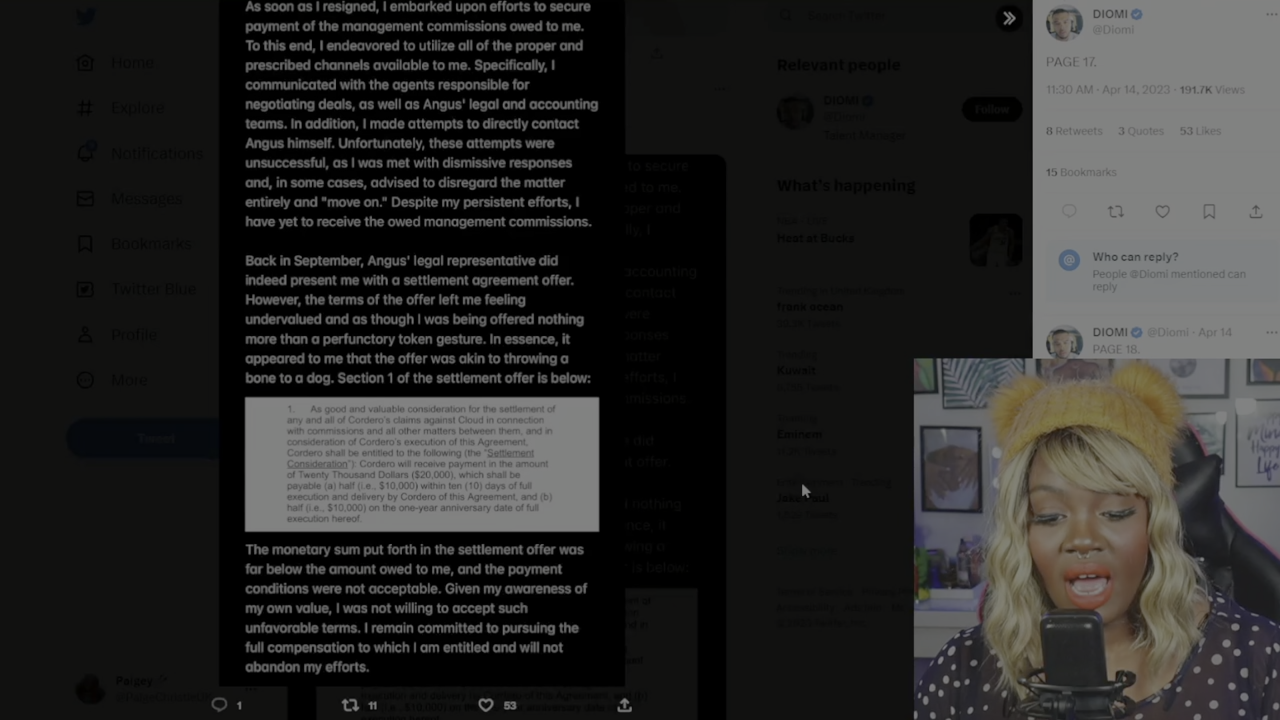 As soon as I resigned, I embarked upon efforts to secure
payment of the management commissions owed to me.
To this end, I endeavored to utilize all of the proper and
prescribed channels available to me. Specifically, I
communicated with the agents responsible for
negotiating deals, as well as Angus' legal and accounting
teams. In addition, I made attempts to directly contact
Angus himself. Unfortunately, these attempts were
unsuccessful, as I was met with dismissive responses
and, in some cases, advised to disregard the matter
entirely and "move on." Despite my persistent efforts, I
have yet to receive the owed management commissions.
Back in September, Angus' legal representative did
indeed present me with a settlement agreement offer.
However, the terms of the offer left me feeling
undervalued and as though I was being offered nothing
more than a perfunctory token gesture. In essence, it
appeared to me that the offer was akin to throwing a
bone to a dog. Section 1 of the settlement offer is below:
1. As good and valuable consideration for the settlement of
any and all of Cordero's claims against Cloud in connection
with commissions and all other matters between them, and in
consideration of Cordero's execution of this Agreement,
Cordero shall be entitled to the following (the "Settlement
Consideration"): Cordero will receive payment in the amount
of Twenty Thousand Dollars ($20,000), which shall be
payable (a) half (i.e., $10,000) within ten (10) days of full
execution and delivery by Cordero of this Agreement, and (b)
half (i.e., $10,000) on the one-year anniversary date of full
execution hereof.
The monetary sum put forth in the settlement offer was
far below the amount owed to me, and the payment
conditions were not acceptable. Given my awareness of
my own value, I was not willing to accept such
unfavorable terms. I remain committed to pursuing the
full compensation to which I am entitled and will not
abandon my efforts.
1 11 53
Home
Explore
Notifications
Messages
Bookmarks
Twitter Blue
Profile
More
Tweet
Paigey
Search Twitter
Relevant people
DIOMI
@Diomi
Follow
Talent Manager
What's happening
Heat at Bucks
frank ocean
Kuwait
Eminem
Jake Paul
DIOMI
@Diomi
PAGE 17.
11:30 AM · Apr 14, 2023 · 191.7K Views
8 Retweets 3 Quotes 53 Likes
15 Bookmarks
Who can reply?
People @Diomi mentioned can
reply
DIOMI @Diomi · Apr 14
PAGE 18.